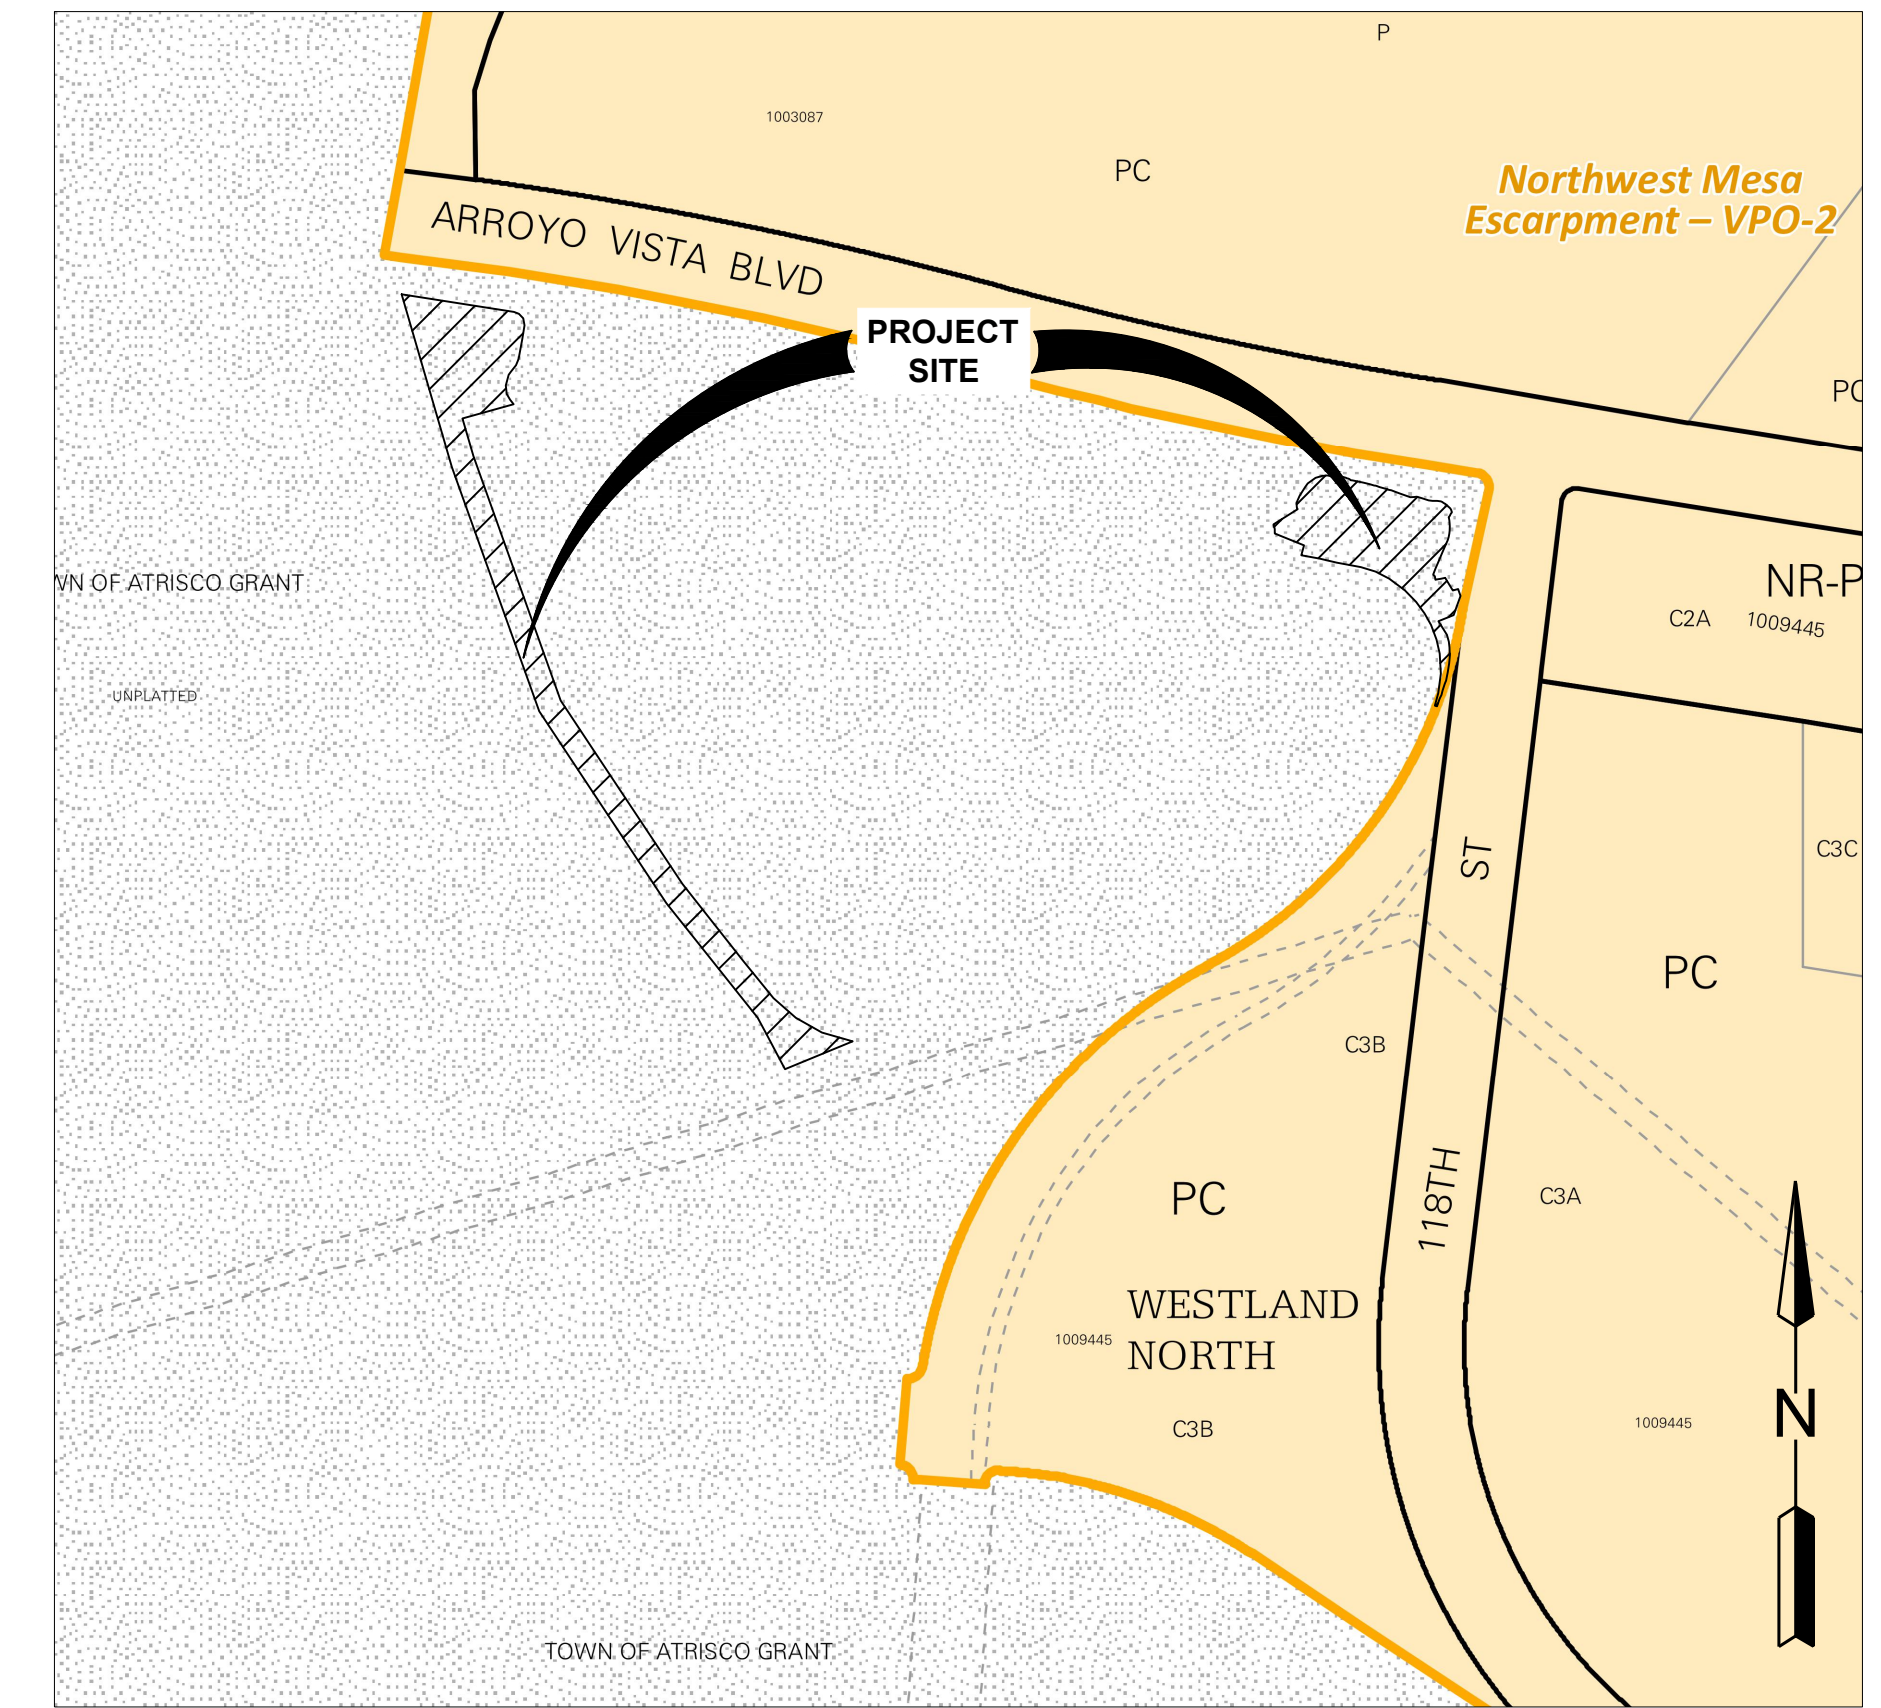 P
1003087
PC
Northwest Mesa
Escarpment – VPO-2
ARROYO VISTA BLVD
PROJECT
SITE
PC
WN OF ATRISCO GRANT
NR-P
C2A
1009445
UNPLATTED
ST
C3C
PC
C3B
118TH
C3A
PC
WESTLAND
NORTH
1009445
C3B
1009445
N
TOWN OF ATRISCO GRANT